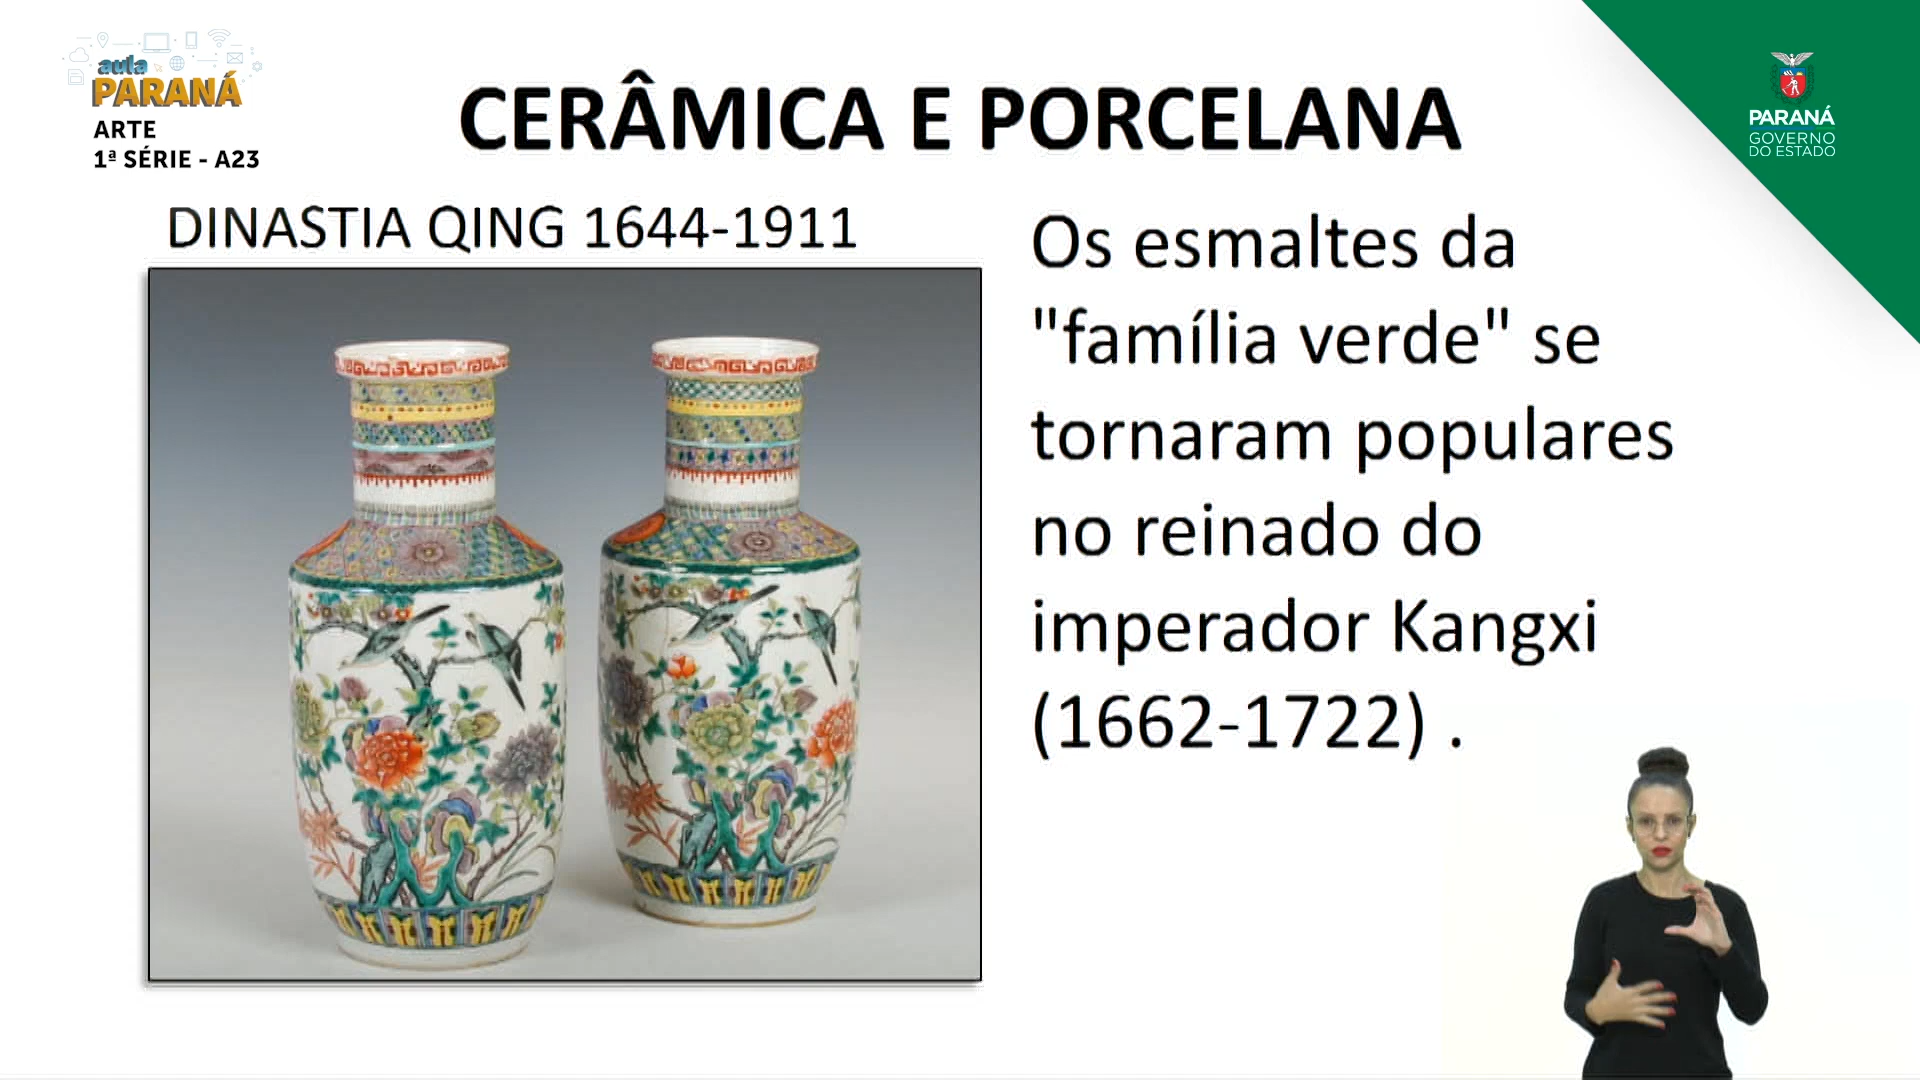 aula
PARANÁ
ARTE
1ª SÉRIE - A23
CERÂMICA E PORCELANA
PARANÁ
GOVERNO
DO ESTADO
DINASTIA QING 1644-1911
Os esmaltes da
"família verde" se
tornaram populares
no reinado do
imperador Kangxi
(1662-1722) .